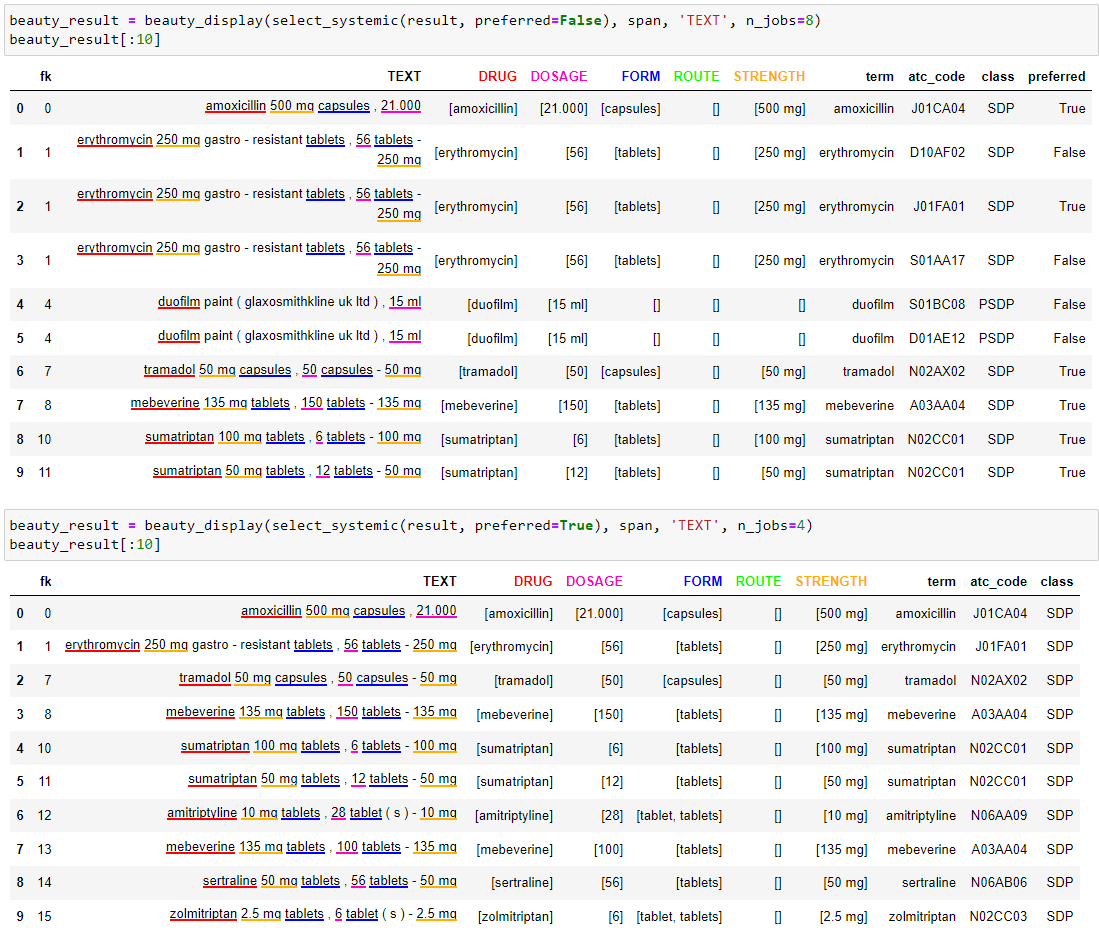 beauty_result = beauty_display(select_systemic(result, preferred=False), span, 'TEXT', n_jobs=8)
beauty_result[:10]
fk TEXT DRUG DOSAGE FORM ROUTE STRENGTH term atc_code class preferred
0 0 amoxicillin 500 mg capsules , 21.000 [amoxicillin] [21.000] [capsules] [] [500 mg] amoxicillin J01CA04 SDP True
erythromycin 250 mg gastro - resistant tablets , 56 tablets -
1 1 250 mg [erythromycin] [56] [tablets] [] [250 mg] erythromycin D10AF02 SDP False
erythromycin 250 mg gastro - resistant tablets , 56 tablets -
2 1 250 mg [erythromycin] [56] [tablets] [] [250 mg] erythromycin J01FA01 SDP True
erythromycin 250 mg gastro - resistant tablets , 56 tablets -
3 1 250 mg [erythromycin] [56] [tablets] [] [250 mg] erythromycin S01AA17 SDP False
4 4 duofilm paint ( glaxosmithkline uk ltd ) , 15 ml [duofilm] [15 ml] [] [] [] duofilm S01BC08 PSDP False
5 4 duofilm paint ( glaxosmithkline uk ltd ) , 15 ml [duofilm] [15 ml] [] [] [] duofilm D01AE12 PSDP False
6 7 tramadol 50 mg capsules , 50 capsules - 50 mg [tramadol] [50] [capsules] [] [50 mg] tramadol N02AX02 SDP True
7 8 mebeverine 135 mg tablets , 150 tablets - 135 mg [mebeverine] [150] [tablets] [] [135 mg] mebeverine A03AA04 SDP True
8 10 sumatriptan 100 mg tablets , 6 tablets - 100 mg [sumatriptan] [6] [tablets] [] [100 mg] sumatriptan N02CC01 SDP True
9 11 sumatriptan 50 mg tablets , 12 tablets - 50 mg [sumatriptan] [12] [tablets] [] [50 mg] sumatriptan N02CC01 SDP True
beauty_result = beauty_display(select_systemic(result, preferred=True), span, 'TEXT', n_jobs=4)
beauty_result[:10]
fk TEXT DRUG DOSAGE FORM ROUTE STRENGTH term atc_code class
0 0 amoxicillin 500 mg capsules , 21.000 [amoxicillin] [21.000] [capsules] [] [500 mg] amoxicillin J01CA04 SDP
1 1 erythromycin 250 mg gastro - resistant tablets , 56 tablets - 250 mg [erythromycin] [56] [tablets] [] [250 mg] erythromycin J01FA01 SDP
2 7 tramadol 50 mg capsules , 50 capsules - 50 mg [tramadol] [50] [capsules] [] [50 mg] tramadol N02AX02 SDP
3 8 mebeverine 135 mg tablets , 150 tablets - 135 mg [mebeverine] [150] [tablets] [] [135 mg] mebeverine A03AA04 SDP
4 10 sumatriptan 100 mg tablets , 6 tablets - 100 mg [sumatriptan] [6] [tablets] [] [100 mg] sumatriptan N02CC01 SDP
5 11 sumatriptan 50 mg tablets , 12 tablets - 50 mg [sumatriptan] [12] [tablets] [] [50 mg] sumatriptan N02CC01 SDP
6 12 amitriptyline 10 mg tablets , 28 tablet ( s ) - 10 mg [amitriptyline] [28] [tablet, tablets] [] [10 mg] amitriptyline N06AA09 SDP
7 13 mebeverine 135 mg tablets , 100 tablets - 135 mg [mebeverine] [100] [tablets] [] [135 mg] mebeverine A03AA04 SDP
8 14 sertraline 50 mg tablets , 56 tablets - 50 mg [sertraline] [56] [tablets] [] [50 mg] sertraline N06AB06 SDP
9 15 zolmitriptan 2.5 mg tablets , 6 tablet ( s ) - 2.5 mg [zolmitriptan] [6] [tablet, tablets] [] [2.5 mg] zolmitriptan N02CC03 SDP